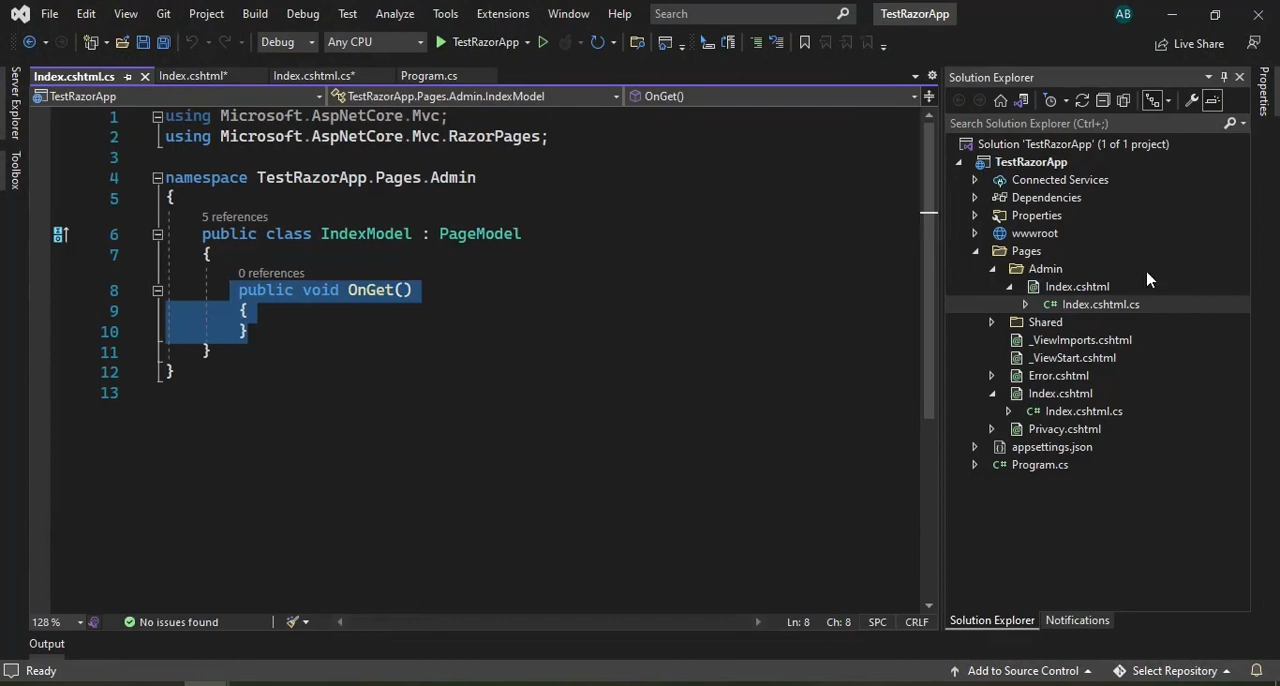 File Edit View Git Project Build Debug Test Analyze Tools Extensions Window Help Search TestRazorApp AB
Debug Any CPU TestRazorApp Live Share
Index.cshtml.cs Index.cshtml* Index.cshtml.cs* Program.cs
TestRazorApp TestRazorApp.Pages.Admin.IndexModel OnGet()
Server Explorer
Toolbox
1 using Microsoft.AspNetCore.Mvc;
2 using Microsoft.AspNetCore.Mvc.RazorPages;
3
4 namespace TestRazorApp.Pages.Admin
5 {
5 references
6 public class IndexModel : PageModel
7 {
0 references
8 public void OnGet()
9 {
10 }
11 }
12 }
13
128 % No issues found Ln: 8 Ch: 8 SPC CRLF
Solution Explorer
Search Solution Explorer (Ctrl+;)
Solution 'TestRazorApp' (1 of 1 project)
TestRazorApp
Connected Services
Dependencies
Properties
wwwroot
Pages
Admin
Index.cshtml
C# Index.cshtml.cs
Shared
_ViewImports.cshtml
_ViewStart.cshtml
Error.cshtml
Index.cshtml
C# Index.cshtml.cs
Privacy.cshtml
appsettings.json
C# Program.cs
Solution Explorer Notifications
Properties
Output
Ready Add to Source Control Select Repository